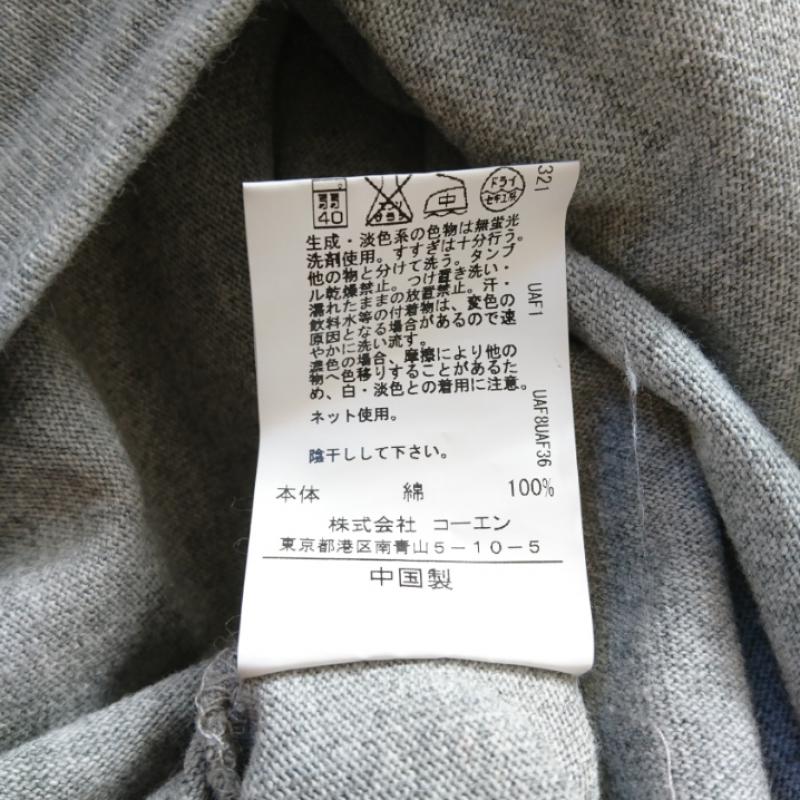 弱
40
エンソ
サラシ
中
ドライ
セキユ系
生成・淡色系の色物は無蛍光
洗剤使用。すすぎは十分行う。
他の物と分けて洗う。タンブ
ル乾燥禁止。つけ置き洗い・
濡れたままの放置禁止。汗・
飲料水等の付着物は、変色の
原因となる場合があるので速
やかに洗い流す。
濃色の場合、摩擦により他の
物へ色移りすることがあるた
め、白・淡色との着用に注意。
ネット使用。
陰干しして下さい。
本体 綿 100%
株式会社 コーエン
東京都港区南青山5-10-5
中国製
321
UAF1
UAF8UAF36